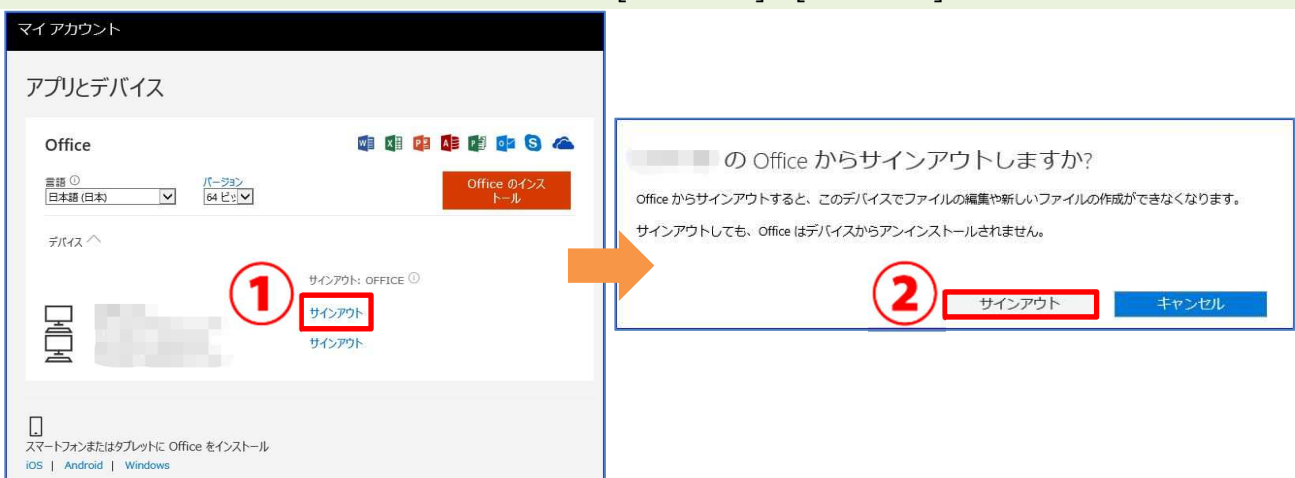 マイ アカウント
アプリとデバイス
Office
言語
バージョン
日本語 (日本)
64 ビッ
Office のインス
トール
デバイス
サインアウト: OFFICE
①
サインアウト
サインアウト
スマートフォンまたはタブレットに Office をインストール
iOS | Android | Windows
の Office からサインアウトしますか?
Office からサインアウトすると、このデバイスでファイルの編集や新しいファイルの作成ができなくなります。
サインアウトしても、Office はデバイスからアンインストールされません。
②
サインアウト
キャンセル